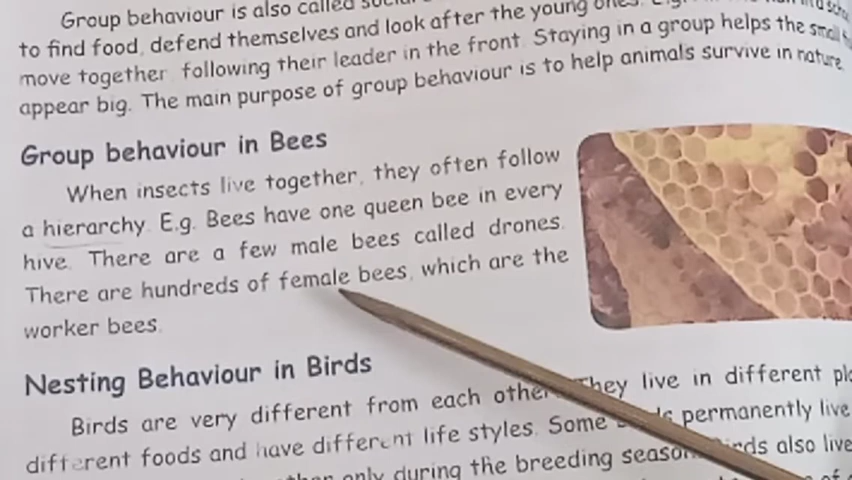 Group behaviour is also called
to find food, defend themselves and look after the young ones.
move together, following their leader in the front. Staying in a group helps the small
appear big. The main purpose of group behaviour is to help animals survive in nature.
Group behaviour in Bees
When insects live together, they often follow
a hierarchy. E.g. Bees have one queen bee in every
hive. There are a few male bees called drones.
There are hundreds of female bees, which are the
worker bees.
Nesting Behaviour in Birds
Birds are very different from each other. They live in different
different foods and have different life styles. Some permanently live
only during the breeding season. also live
of